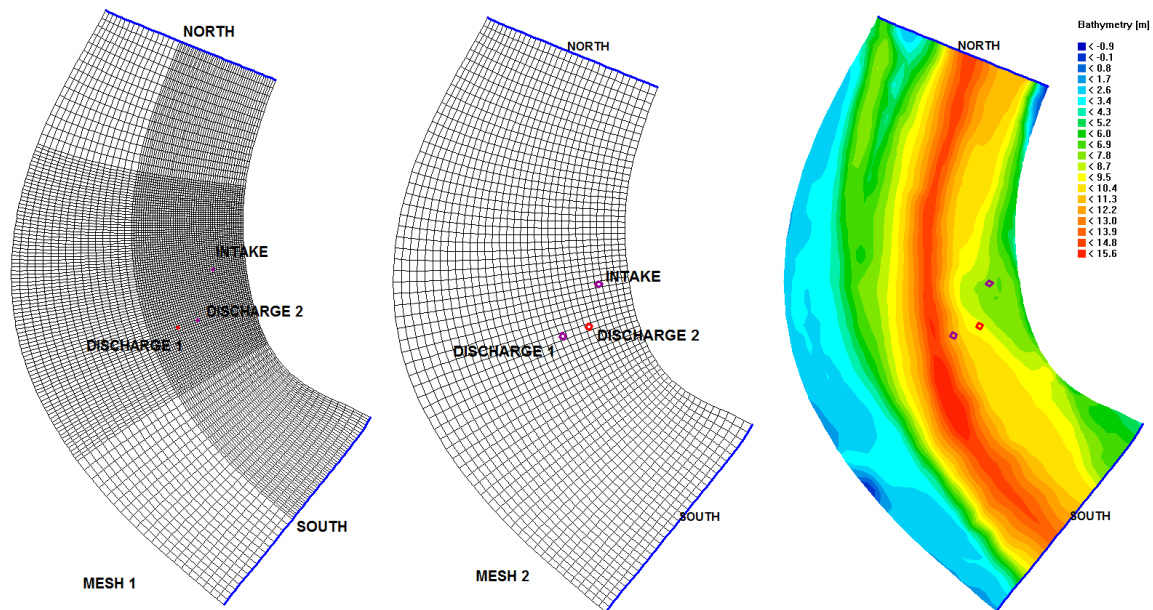 NORTH
INTAKE
DISCHARGE 2
DISCHARGE 1
SOUTH
MESH 1
NORTH
INTAKE
DISCHARGE 2
DISCHARGE 1
SOUTH
MESH 2
NORTH
SOUTH
Bathymetry [m]
< -0.9
< -0.1
< 0.8
< 1.7
< 2.6
< 3.4
< 4.3
< 5.2
< 6.0
< 6.9
< 7.8
< 8.7
< 9.5
< 10.4
< 11.3
< 12.2
< 13.0
< 13.9
< 14.8
< 15.6